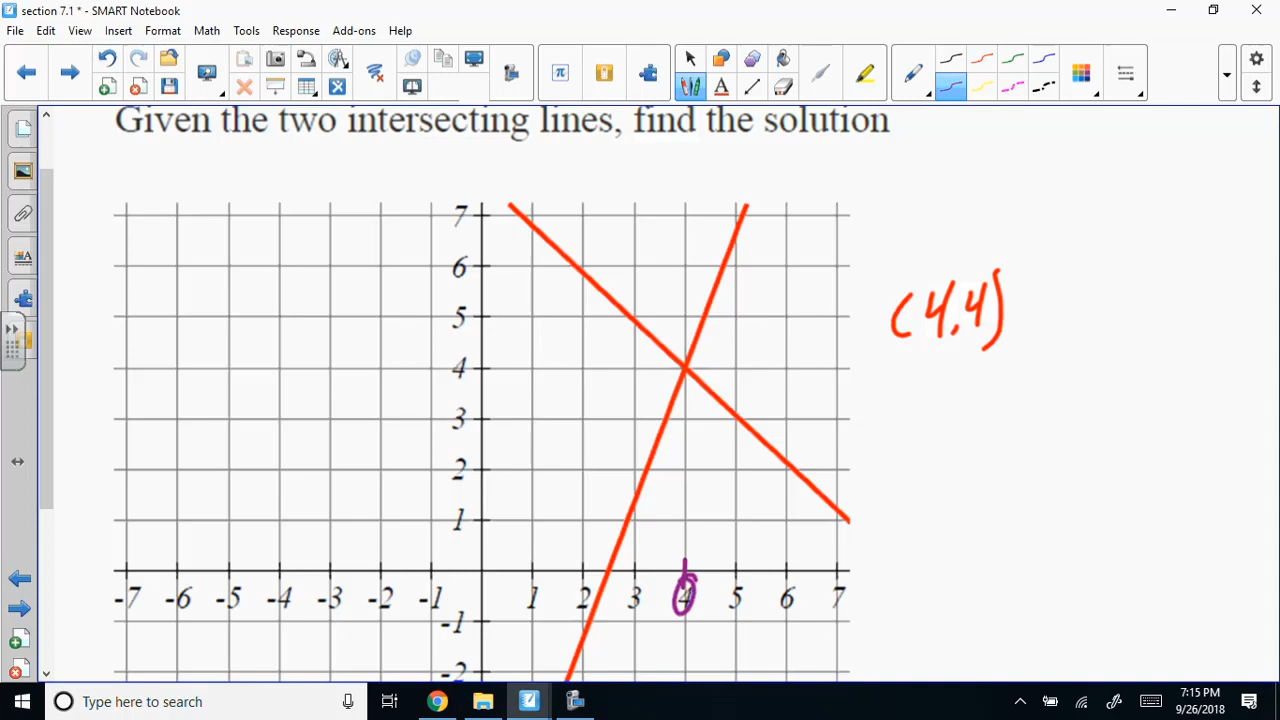 section 7.1 * - SMART Notebook
File Edit View Insert Format Math Tools Response Add-ons Help
Given the two intersecting lines, find the solution
7
6
5
4
3
2
1
-7 -6 -5 -4 -3 -2 -1 1 2 3 4 5 6 7
-1
-2
(4,4)
Type here to search
7:15 PM
9/26/2018